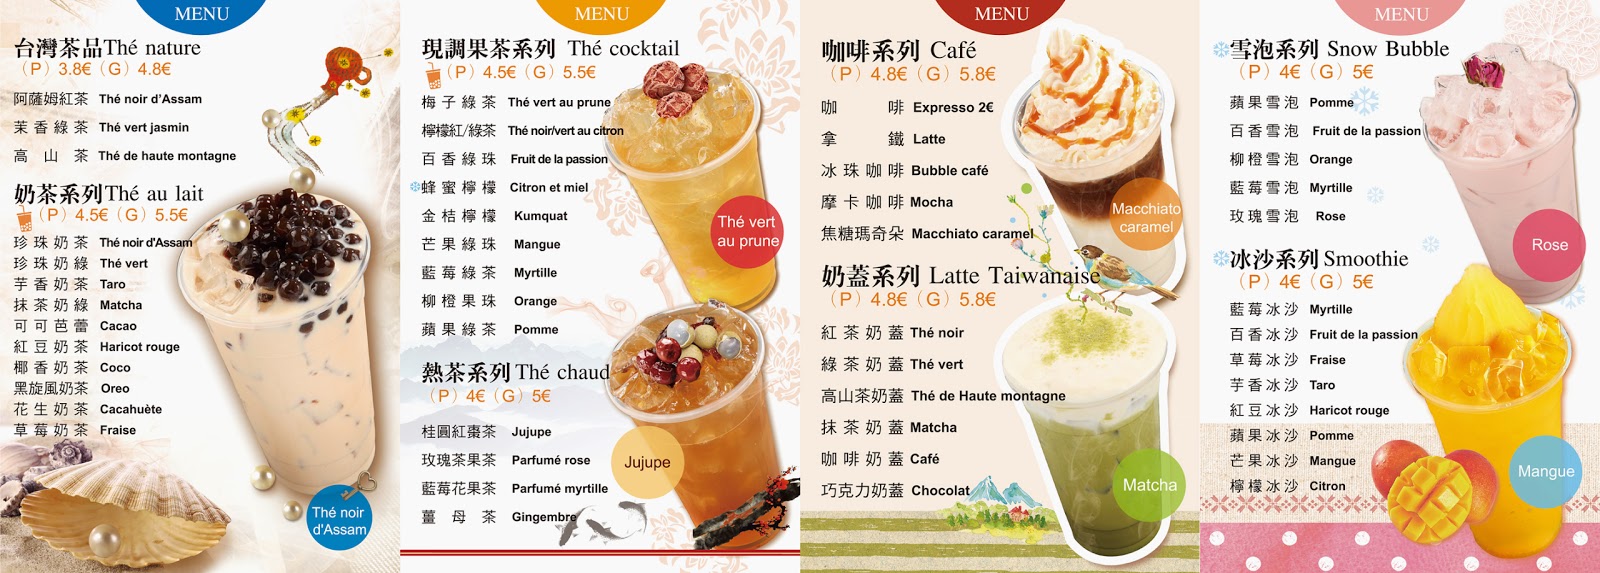 MENU
台灣茶品Thé nature
（P）3.8€（G）4.8€
阿薩姆紅茶 Thé noir d'Assam
茉香綠茶 Thé vert jasmin
高山茶 Thé de haute montagne
奶茶系列Thé au lait
（P）4.5€（G）5.5€
珍珠奶茶 Thé noir d'Assam
珍珠奶綠 Thé vert
芋香奶茶 Taro
抹茶奶綠 Matcha
可可芭蕾 Cacao
紅豆奶茶 Haricot rouge
椰香奶茶 Coco
黑旋風奶茶 Oreo
花生奶茶 Cacahuète
草莓奶茶 Fraise
Thé noir
d'Assam
MENU
現調果茶系列 Thé cocktail
（P）4.5€（G）5.5€
梅子綠茶 Thé vert au prune
檸檬紅/綠茶 Thé noir/vert au citron
百香綠珠 Fruit de la passion
蜂蜜檸檬 Citron et miel
金桔檸檬 Kumquat
芒果綠珠 Mangue
藍莓綠茶 Myrtille
柳橙果珠 Orange
蘋果綠茶 Pomme
Thé vert
au prune
熱茶系列Thé chaud
（P）4€（G）5€
桂圓紅棗茶 Jujupe
玫瑰茶果茶 Parfumé rose
藍莓花果茶 Parfumé myrtille
薑母茶 Gingembre
Jujupe
MENU
咖啡系列 Café
（P）4.8€（G）5.8€
咖啡 Expresso 2€
拿鐵 Latte
冰珠咖啡 Bubble café
摩卡咖啡 Mocha
焦糖瑪奇朵 Macchiato caramel
Macchiato
caramel
奶蓋系列 Latte Taiwanaise
（P）4.8€（G）5.8€
紅茶奶蓋 Thé noir
綠茶奶蓋 Thé vert
高山茶奶蓋 Thé de Haute montagne
抹茶奶蓋 Matcha
咖啡奶蓋 Café
巧克力奶蓋 Chocolat
Matcha
MENU
雪泡系列 Snow Bubble
（P）4€（G）5€
蘋果雪泡 Pomme
百香雪泡 Fruit de la passion
柳橙雪泡 Orange
藍莓雪泡 Myrtille
玫瑰雪泡 Rose
Rose
冰沙系列 Smoothie
（P）4€（G）5€
藍莓冰沙 Myrtille
百香冰沙 Fruit de la passion
草莓冰沙 Fraise
芋香冰沙 Taro
紅豆冰沙 Haricot rouge
蘋果冰沙 Pomme
芒果冰沙 Mangue
檸檬冰沙 Citron
Mangue